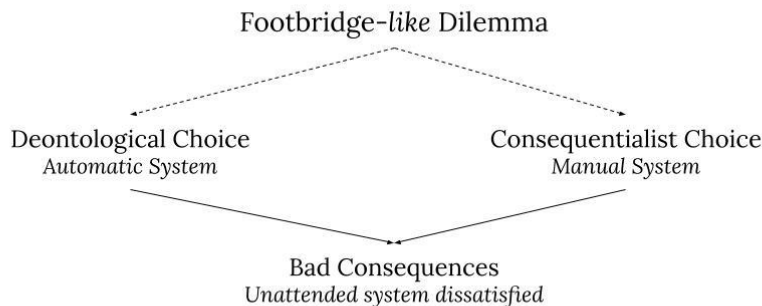 Footbridge-like Dilemma
Deontological Choice
Automatic System
Consequentialist Choice
Manual System
Bad Consequences
Unattended system dissatisfied